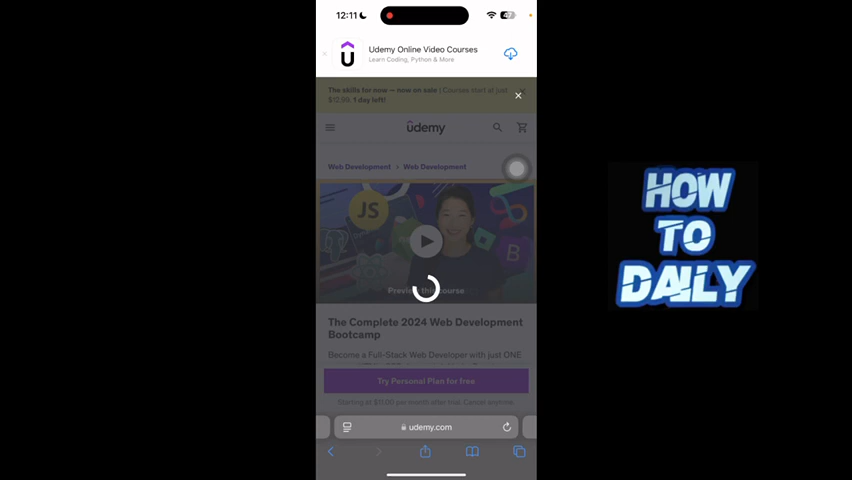 12:11
47
Udemy Online Video Courses
Learn Coding, Python & More
The skills for now — now on sale | Courses start at just
$12.99. 1 day left!
udemy
Web Development > Web Development
JS
B
Preview this course
The Complete 2024 Web Development
Bootcamp
Become a Full-Stack Web Developer with just ONE
Try Personal Plan for free
Starting at $11.00 per month after trial. Cancel anytime.
udemy.com
HOW
TO
DAILY